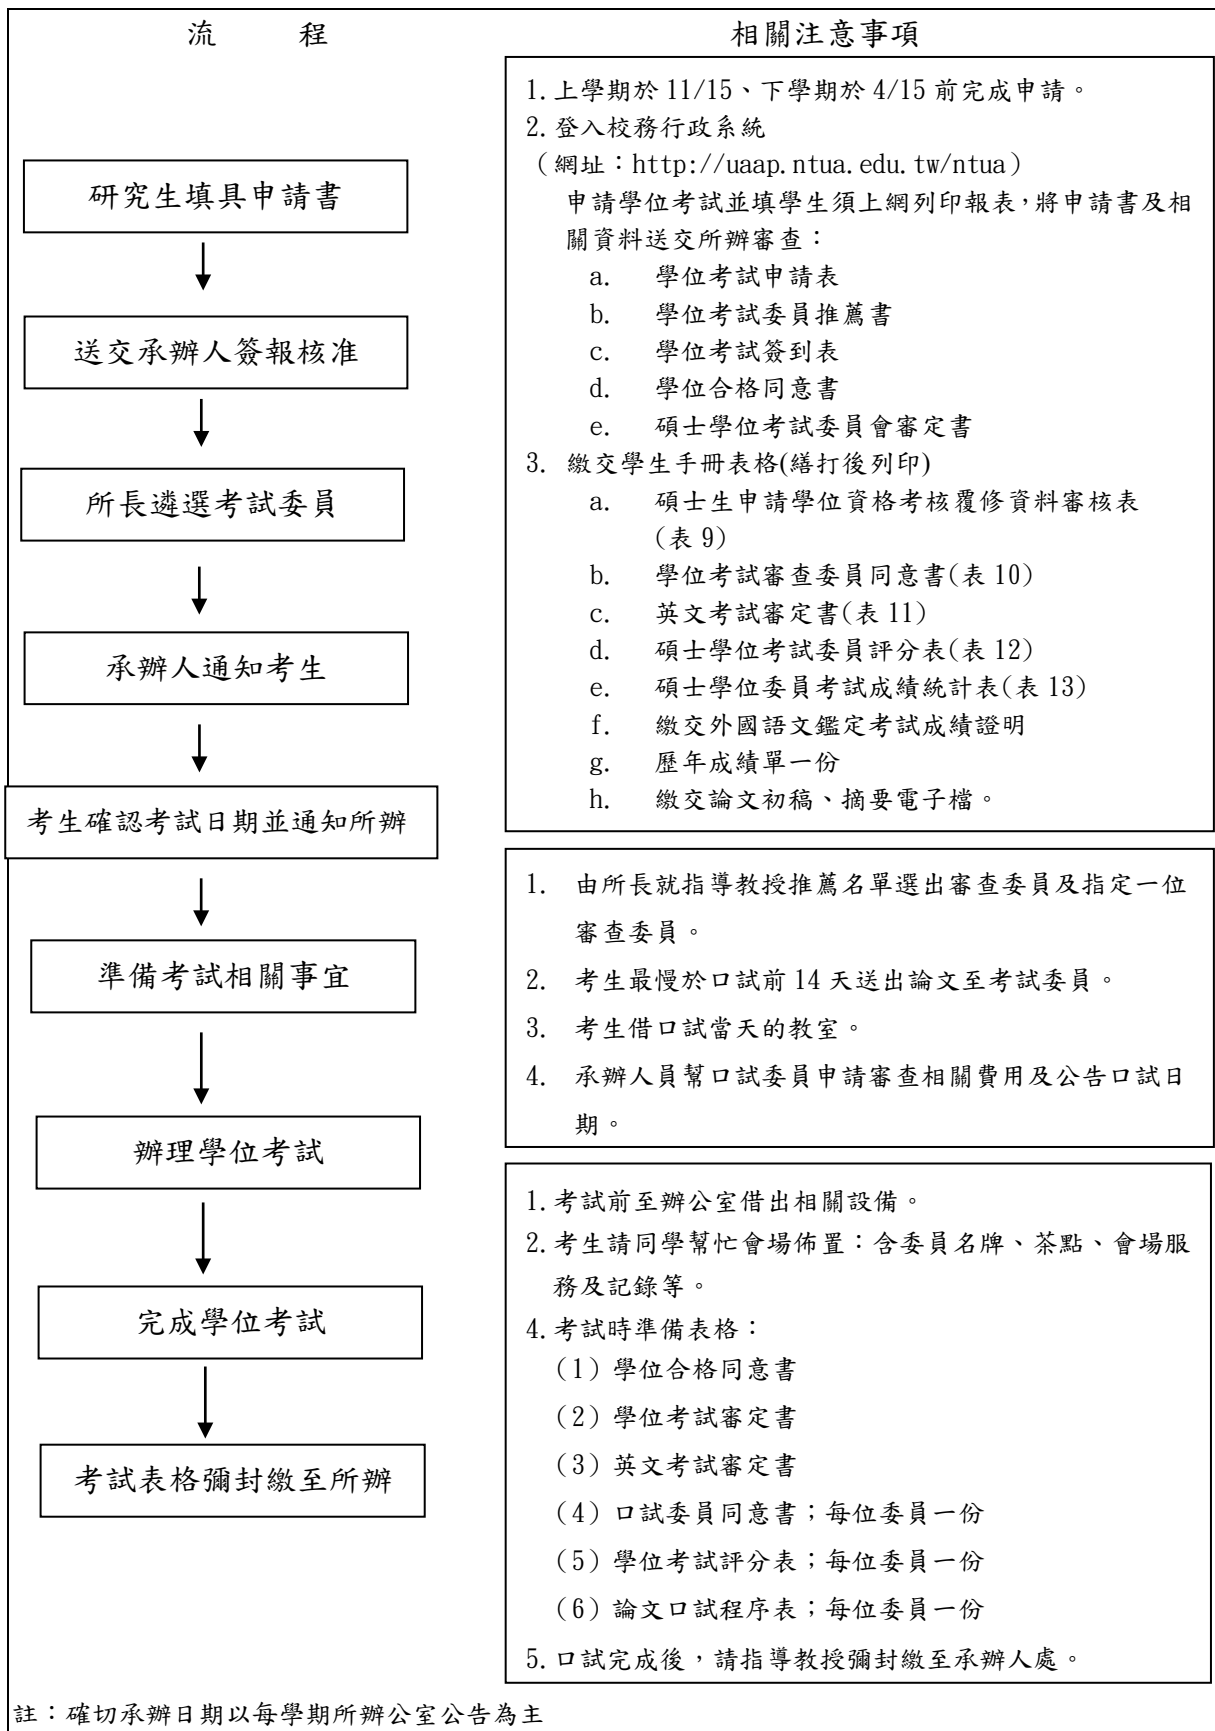 流 程
研究生填具申請書
送交承辦人簽報核准
所長遴選考試委員
承辦人通知考生
考生確認考試日期並通知所辦
準備考試相關事宜
辦理學位考試
完成學位考試
考試表格彌封繳至所辦
相關注意事項
1.上學期於 11/15、下學期於 4/15 前完成申請。
2.登入校務行政系統
（網址：http://uaap.ntua.edu.tw/ntua）
申請學位考試並填學生須上網列印報表，將申請書及相
關資料送交所辦審查：
a. 學位考試申請表
b. 學位考試委員推薦書
c. 學位考試簽到表
d. 學位合格同意書
e. 碩士學位考試委員會審定書
3. 繳交學生手冊表格(繕打後列印)
a. 碩士生申請學位資格考核覆修資料審核表
(表 9)
b. 學位考試審查委員同意書(表 10)
c. 英文考試審定書(表 11)
d. 碩士學位考試委員評分表(表 12)
e. 碩士學位委員考試成績統計表(表 13)
f. 繳交外國語文鑑定考試成績證明
g. 歷年成績單一份
h. 繳交論文初稿、摘要電子檔。
1. 由所長就指導教授推薦名單選出審查委員及指定一位
審查委員。
2. 考生最慢於口試前 14 天送出論文至考試委員。
3. 考生借口試當天的教室。
4. 承辦人員幫口試委員申請審查相關費用及公告口試日
期。
1.考試前至辦公室借出相關設備。
2.考生請同學幫忙會場佈置：含委員名牌、茶點、會場服
務及記錄等。
4.考試時準備表格：
（1）學位合格同意書
（2）學位考試審定書
（3）英文考試審定書
（4）口試委員同意書；每位委員一份
（5）學位考試評分表；每位委員一份
（6）論文口試程序表；每位委員一份
5.口試完成後，請指導教授彌封繳至承辦人處。
註：確切承辦日期以每學期所辦公室公告為主